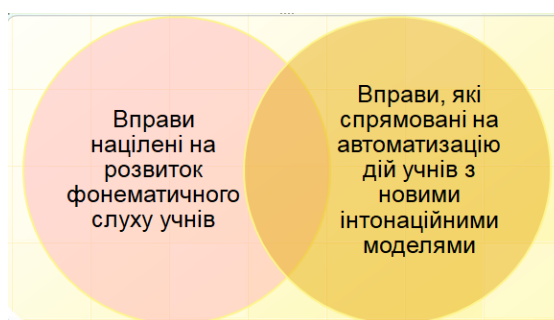 Вправи
націлені на
розвиток
фонематичного
слуху учнів
Вправи, які
спрямовані на
автоматизацію
дій учнів з
новими
інтонаційними
моделями